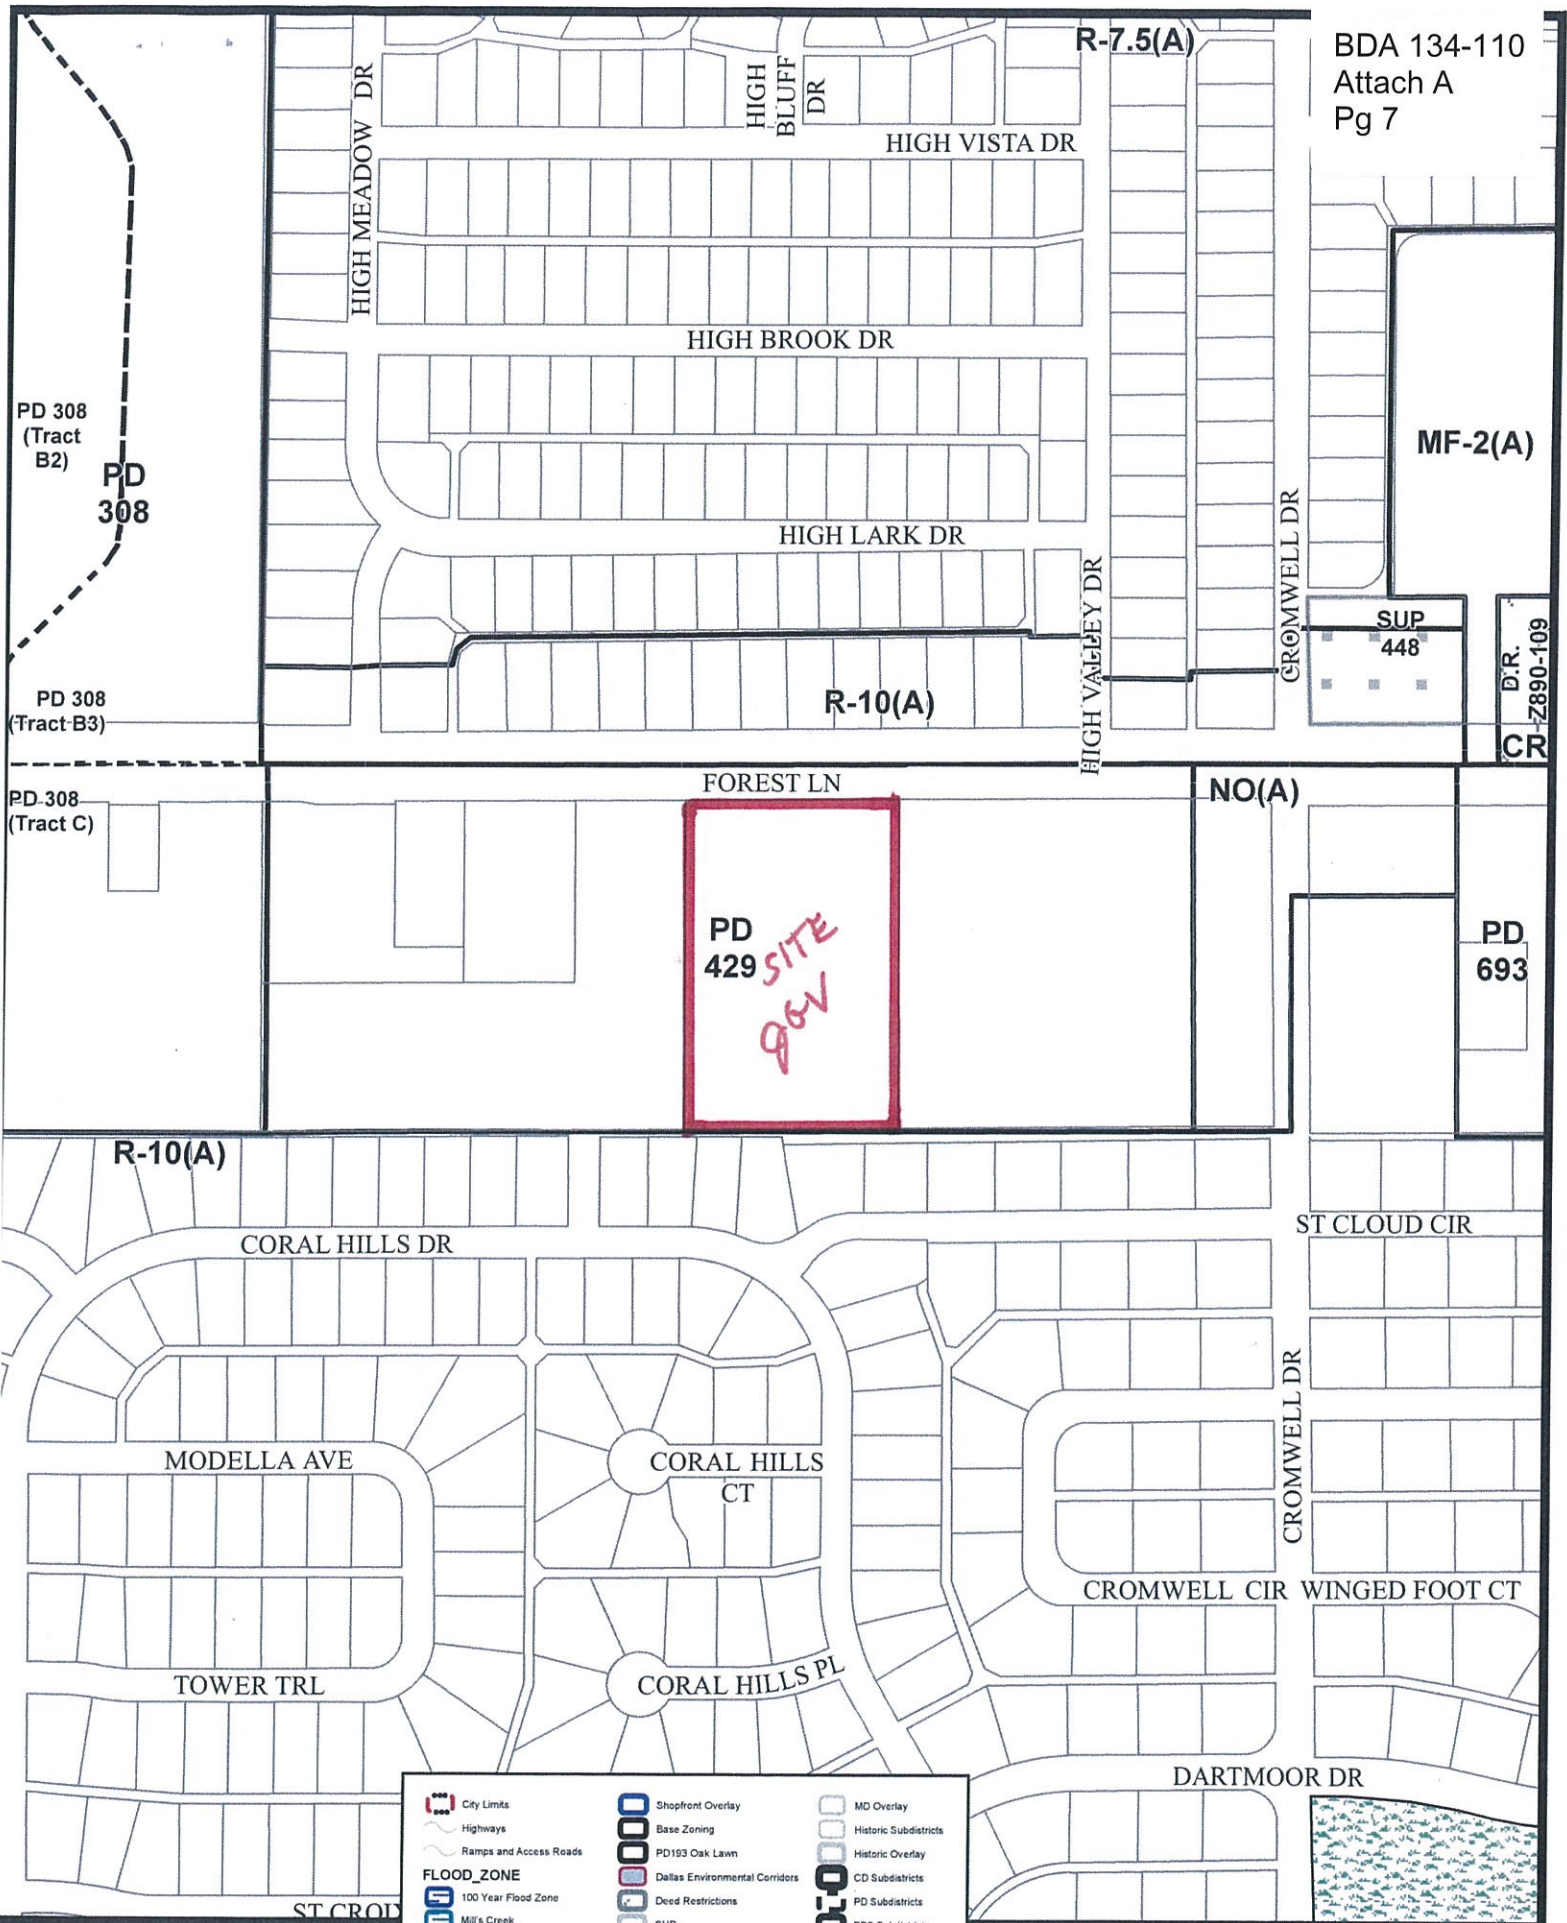 BDA 134-110
Attach A
Pg 7
R-7.5(A)
HIGH MEADOW DR
HIGH
BLUFF
DR
HIGH VISTA DR
HIGH BROOK DR
PD 308
(Tract
B2)
PD
308
MF-2(A)
HIGH LARK DR
HIGH VALLEY DR
CROMWELL DR
SUP
448
D.R.
Z890-109
PD 308
(Tract B3)
R-10(A)
CR
FOREST LN
NO(A)
PD 308
(Tract C)
PD
429
SITE
PD
693
R-10(A)
ST CLOUD CIR
CORAL HILLS DR
CROMWELL DR
MODELLA AVE
CORAL HILLS
CT
CROMWELL CIR
WINGED FOOT CT
TOWER TRL
CORAL HILLS PL
DARTMOOR DR
City Limits
Highways
Ramps and Access Roads
FLOOD_ZONE
100 Year Flood Zone
Mill's Creek
Shopfront Overlay
Base Zoning
PD193 Oak Lawn
Dallas Environmental Corridors
Deed Restrictions
SUP
MD Overlay
Historic Subdistricts
Historic Overlay
CD Subdistricts
PD Subdistricts
ST CROIX